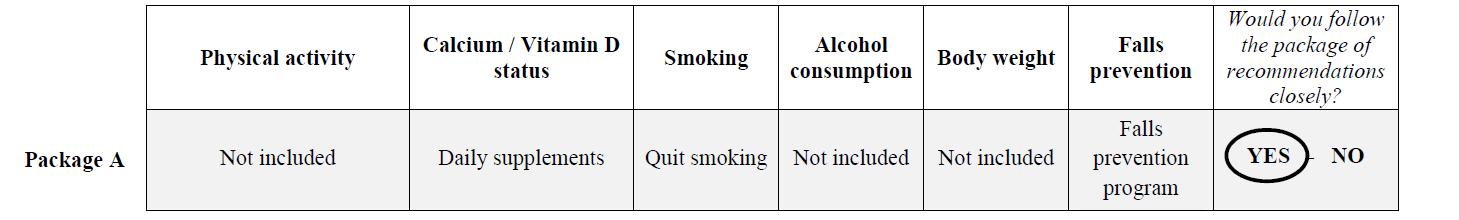 Physical activity
Calcium / Vitamin D
status
Smoking
Alcohol
consumption
Body weight
Falls
prevention
Would you follow
the package of
recommendations
closely?
Package A
Not included
Daily supplements
Quit smoking
Not included
Not included
Falls
prevention
program
YES - NO